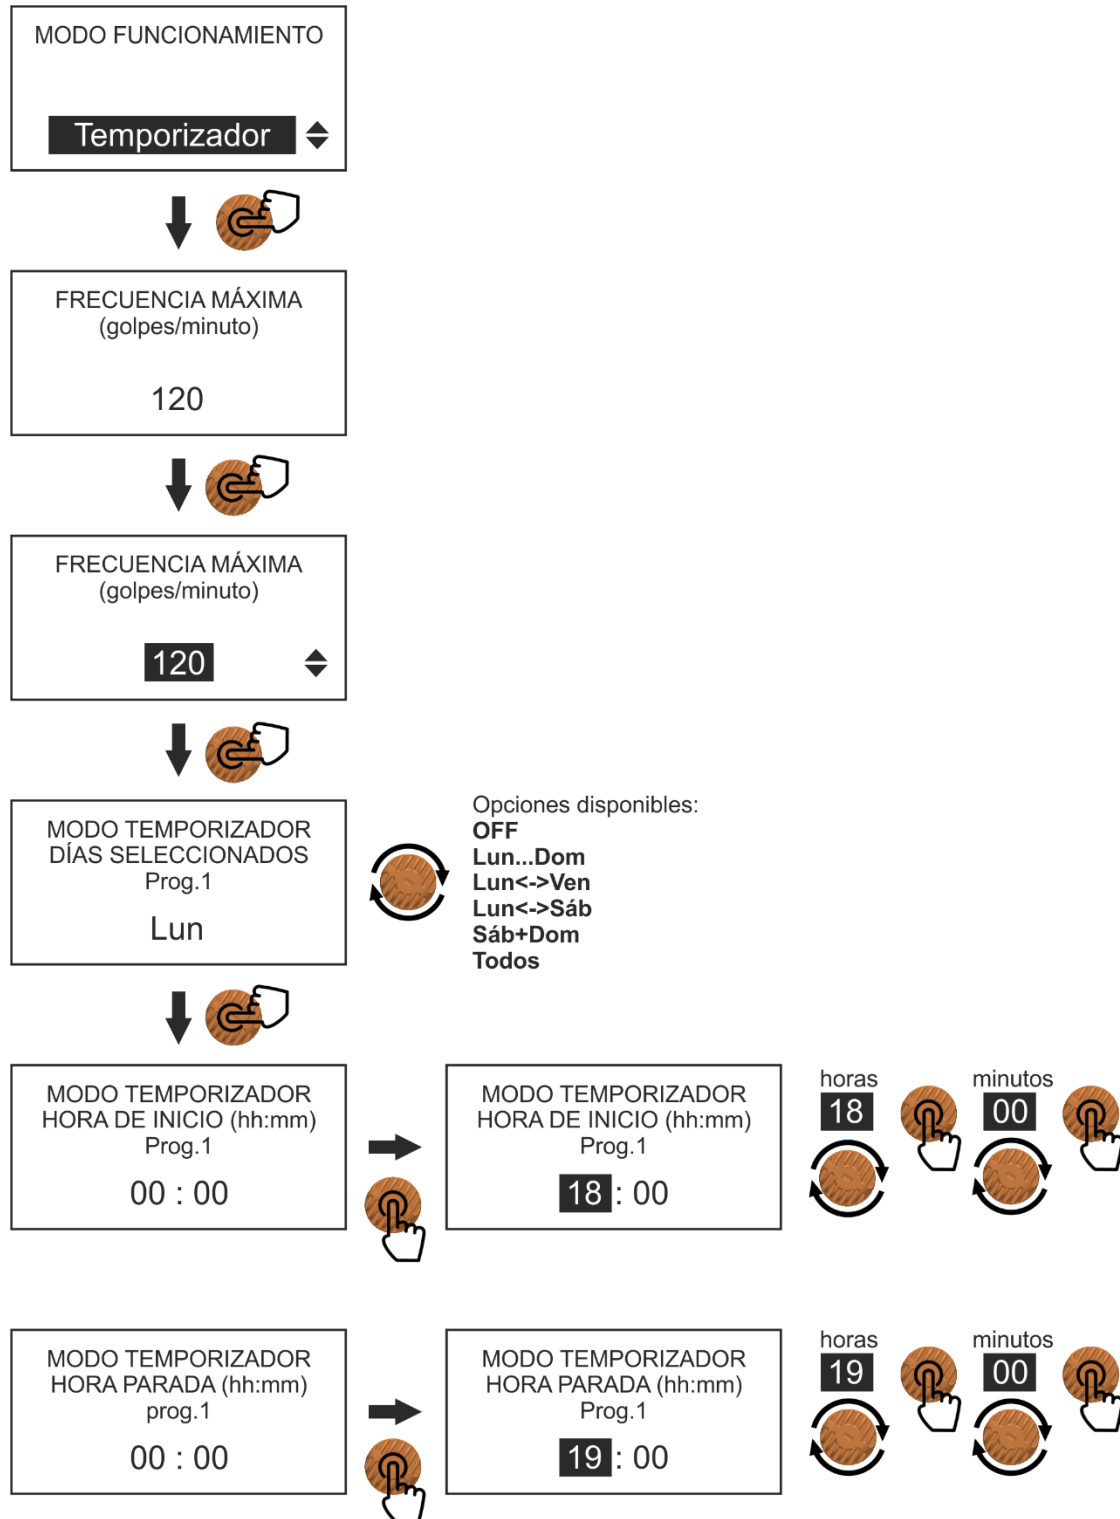 MODO FUNCIONAMIENTO
Temporizador
FRECUENCIA MÁXIMA
(golpes/minuto)
120
FRECUENCIA MÁXIMA
(golpes/minuto)
120
MODO TEMPORIZADOR
DÍAS SELECCIONADOS
Prog.1
Lun
Opciones disponibles:
OFF
Lun...Dom
Lun<->Ven
Lun<->Sáb
Sáb+Dom
Todos
MODO TEMPORIZADOR
HORA DE INICIO (hh:mm)
Prog.1
00 : 00
MODO TEMPORIZADOR
HORA DE INICIO (hh:mm)
Prog.1
18 : 00
horas
18
minutos
00
MODO TEMPORIZADOR
HORA PARADA (hh:mm)
prog.1
00 : 00
MODO TEMPORIZADOR
HORA PARADA (hh:mm)
Prog.1
19 : 00
horas
19
minutos
00